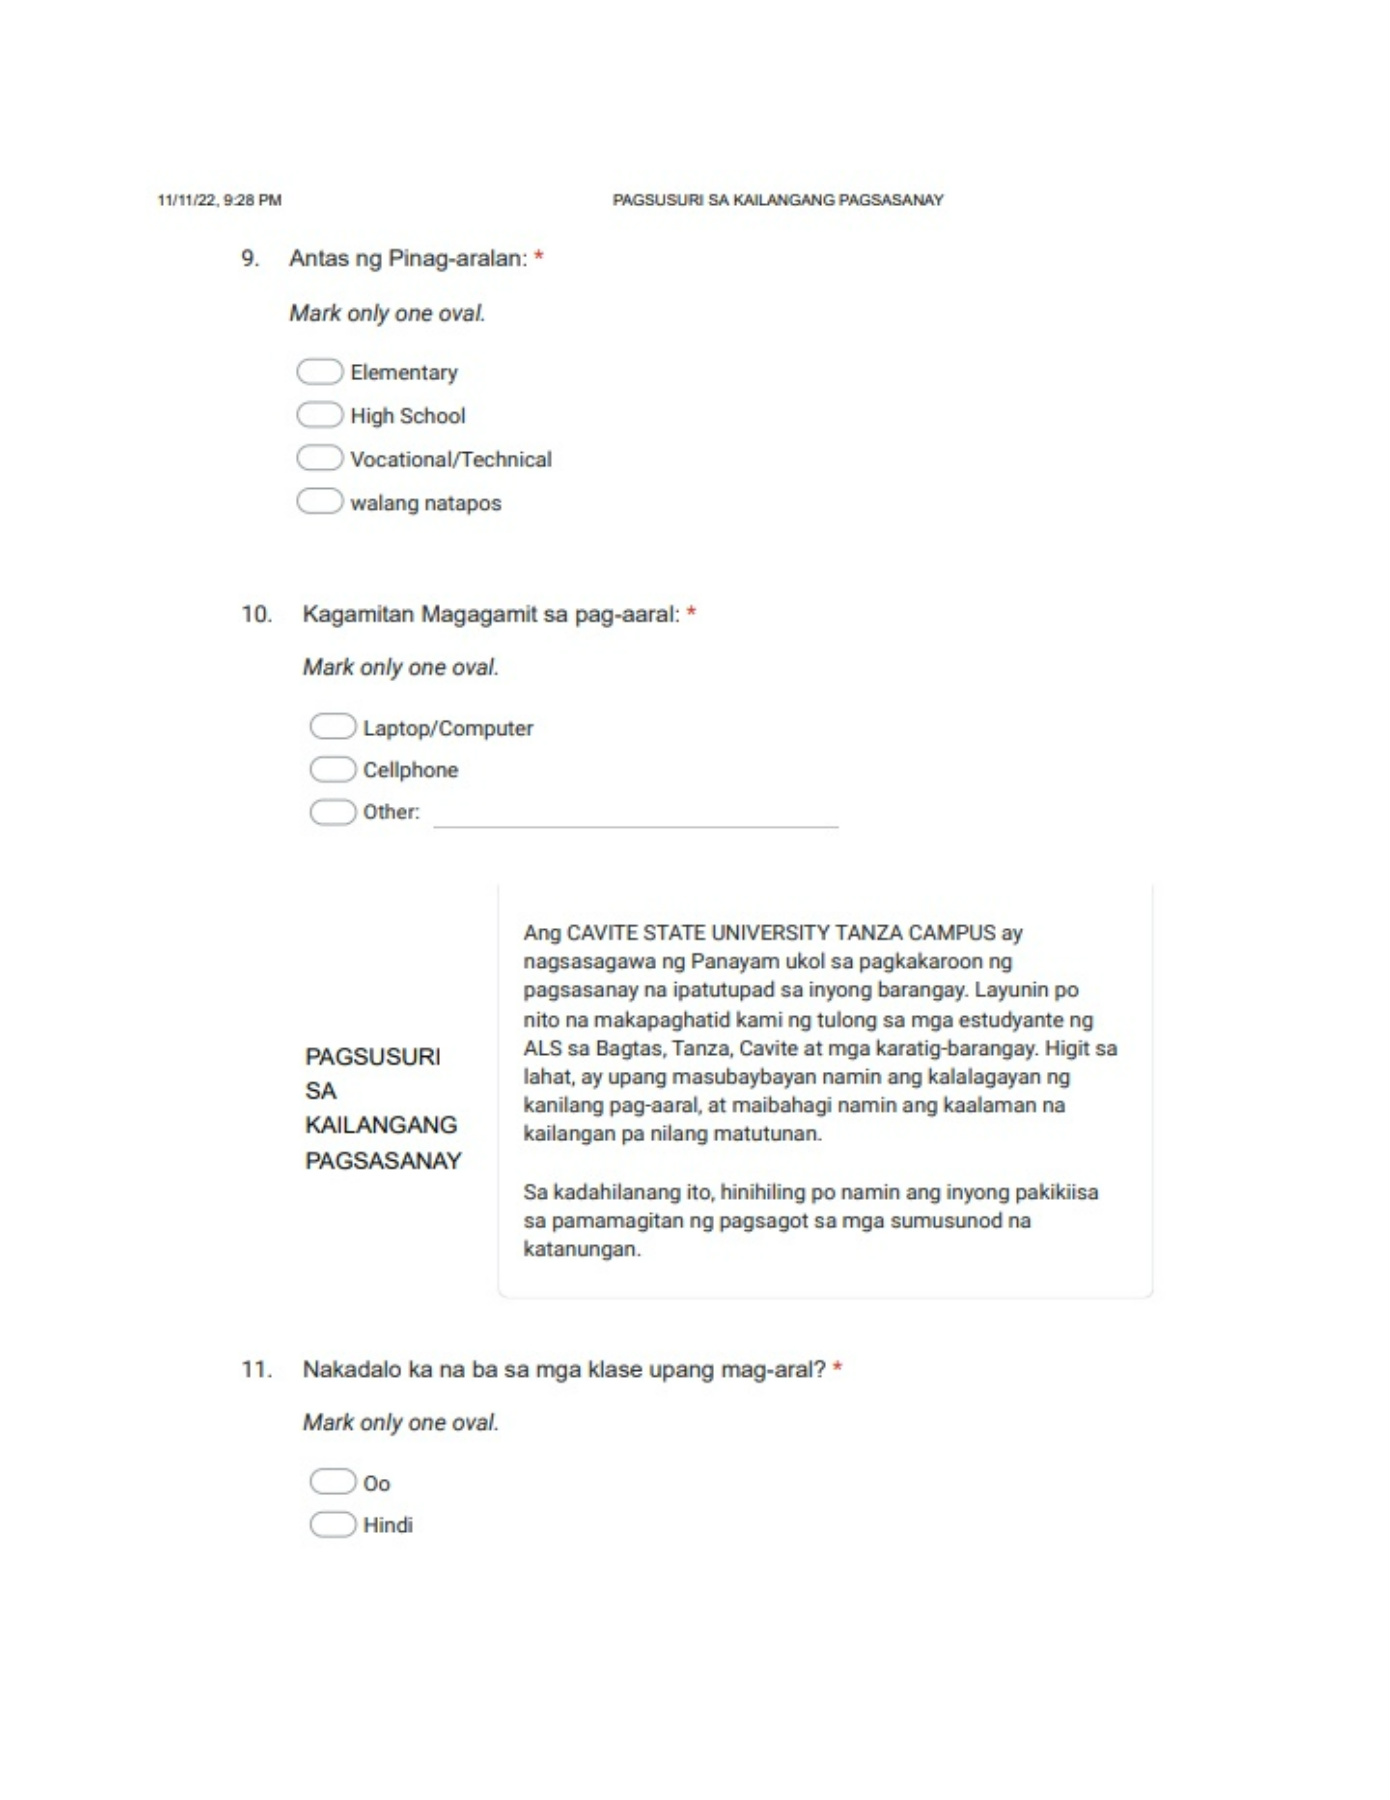 11/11/22, 9:28 PM PAGSUSURI SA KAILANGANG PAGSASANAY
9. Antas ng Pinag-aralan: *
Mark only one oval.
Elementary
High School
Vocational/Technical
walang natapos
10. Kagamitan Magagamit sa pag-aaral: *
Mark only one oval.
Laptop/Computer
Cellphone
Other:
PAGSUSURI
SA
KAILANGANG
PAGSASANAY
Ang CAVITE STATE UNIVERSITY TANZA CAMPUS ay
nagsasagawa ng Panayam ukol sa pagkakaroon ng
pagsasanay na ipatutupad sa inyong barangay. Layunin po
nito na makapaghatid kami ng tulong sa mga estudyante ng
ALS sa Bagtas, Tanza, Cavite at mga karatig-barangay. Higit sa
lahat, ay upang masubaybayan namin ang kalalagayan ng
kanilang pag-aaral, at maibahagi namin ang kaalaman na
kailangan pa nilang matutunan.
Sa kadahilanang ito, hinihiling po namin ang inyong pakikiisa
sa pamamagitan ng pagsagot sa mga sumusunod na
katanungan.
11. Nakadalo ka na ba sa mga klase upang mag-aral? *
Mark only one oval.
Oo
Hindi